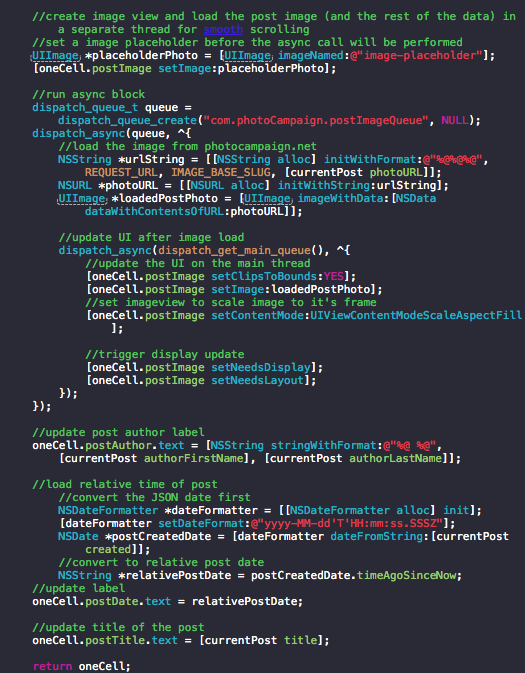 //create image view and load the post image (and the rest of the data) in
a separate thread for smooth scrolling
//set a image placeholder before the async call will be performed
UIImage *placeholderPhoto = [UIImage imageNamed:@"image-placeholder"];
[oneCell.postImage setImage:placeholderPhoto];
//run async block
dispatch_queue_t queue =
dispatch_queue_create("com.photoCampaign.postImageQueue", NULL);
dispatch_async(queue, ^{
//load the image from photocampaign.net
NSString *urlString = [[NSString alloc] initWithFormat:@"%@%@%@",
REQUEST_URL, IMAGE_BASE_SLUG, [currentPost photoURL]];
NSURL *photoURL = [[NSURL alloc] initWithString:urlString];
UIImage *loadedPostPhoto = [UIImage imageWithData:[NSData
dataWithContentsOfURL:photoURL]];
//update UI after image load
dispatch_async(dispatch_get_main_queue(), ^{
//update the UI on the main thread
[oneCell.postImage setClipsToBounds:YES];
[oneCell.postImage setImage:loadedPostPhoto];
//set imageview to scale image to it's frame
[oneCell.postImage setContentMode:UIViewContentModeScaleAspectFill
];
//trigger display update
[oneCell.postImage setNeedsDisplay];
[oneCell.postImage setNeedsLayout];
});
});
//update post author label
oneCell.postAuthor.text = [NSString stringWithFormat:@"%@ %@",
[currentPost authorFirstName], [currentPost authorLastName]];
//load relative time of post
//convert the JSON date first
NSDateFormatter *dateFormatter = [[NSDateFormatter alloc] init];
[dateFormatter setDateFormat:@"yyyy-MM-dd'T'HH:mm:ss.SSSZ"];
NSDate *postCreatedDate = [dateFormatter dateFromString:[currentPost
created]];
//convert to relative post date
NSString *relativePostDate = postCreatedDate.timeAgoSinceNow;
//update label
oneCell.postDate.text = relativePostDate;
//update title of the post
oneCell.postTitle.text = [currentPost title];
return oneCell;